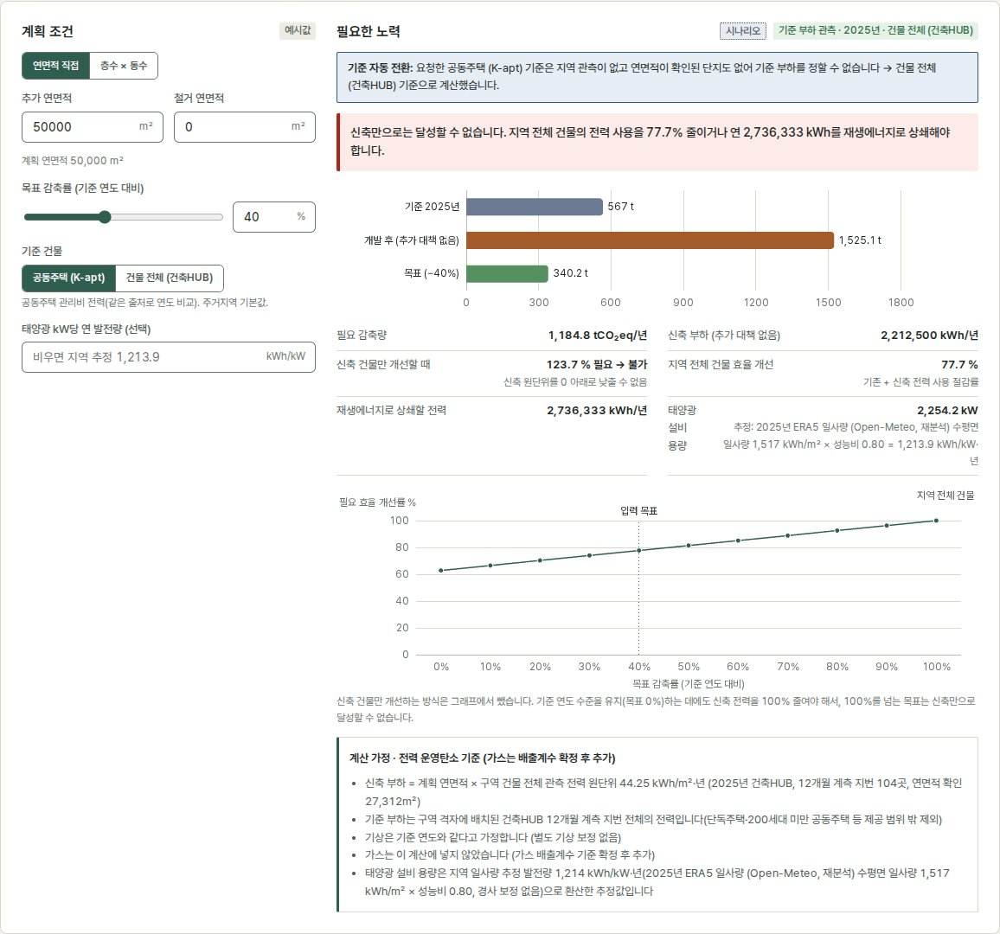 계획 조건
예시값
연면적 직접
층수 × 동수
추가 연면적
철거 연면적
50000 m²
0 m²
계획 연면적 50,000 m²
목표 감축률 (기준 연도 대비)
40 %
기준 건물
공동주택 (K-apt)
건물 전체 (건축HUB)
공동주택 관리비 전력(같은 출처로 연도 비교). 주거지역 기본값.
태양광 kW당 연 발전량 (선택)
비우면 지역 추정 1,213.9 kWh/kW
필요한 노력
시나리오
기준 부하 관측 · 2025년 · 건물 전체 (건축HUB)
기준 자동 전환: 요청한 공동주택 (K-apt) 기준은 지역 관측이 없고 연면적이 확인된 단지도 없어 기준 부하를 정할 수 없습니다 → 건물 전체
(건축HUB) 기준으로 계산했습니다.
신축만으로는 달성할 수 없습니다. 지역 전체 건물의 전력 사용을 77.7% 줄이거나 연 2,736,333 kWh를 재생에너지로 상쇄해야
합니다.
기준 2025년
567 t
개발 후 (추가 대책 없음)
1,525.1 t
목표 (−40%)
340.2 t
0 300 600 900 1200 1500 1800
필요 감축량
1,184.8 tCO₂eq/년
신축 부하 (추가 대책 없음)
2,212,500 kWh/년
신축 건물만 개선할 때
123.7 % 필요 → 불가
신축 원단위를 0 아래로 낮출 수 없음
지역 전체 건물 효율 개선
77.7 %
기존 + 신축 전력 사용 절감률
재생에너지로 상쇄할 전력
2,736,333 kWh/년
태양광
설비
용량
2,254.2 kW
추정: 2025년 ERA5 일사량 (Open-Meteo, 재분석) 수평면
일사량 1,517 kWh/m² × 성능비 0.80 = 1,213.9 kWh/kW·
년
필요 효율 개선률 %
지역 전체 건물
입력 목표
100
80
60
40
20
0
0% 10% 20% 30% 40% 50% 60% 70% 80% 90% 100%
목표 감축률 (기준 연도 대비)
신축 건물만 개선하는 방식은 그래프에서 뺐습니다. 기준 연도 수준을 유지(목표 0%)하는 데에도 신축 전력을 100% 줄여야 해서, 100%를 넘는 목표는 신축만으로
달성할 수 없습니다.
계산 가정 · 전력 운영탄소 기준 (가스는 배출계수 확정 후 추가)
• 신축 부하 = 계획 연면적 × 구역 건물 전체 관측 전력 원단위 44.25 kWh/m²·년 (2025년 건축HUB, 12개월 계측 지번 104곳, 연면적 확인
27,312m²)
• 기준 부하는 구역 격자에 배치된 건축HUB 12개월 계측 지번 전체의 전력입니다(단독주택·200세대 미만 공동주택 등 제공 범위 밖 제외)
• 기상은 기준 연도와 같다고 가정합니다 (별도 기상 보정 없음)
• 가스는 이 계산에 넣지 않았습니다 (가스 배출계수 기준 확정 후 추가)
• 태양광 설비 용량은 지역 일사량 추정 발전량 1,214 kWh/kW·년(2025년 ERA5 일사량 (Open-Meteo, 재분석) 수평면 일사량 1,517
kWh/m² × 성능비 0.80, 경사 보정 없음)으로 환산한 추정값입니다